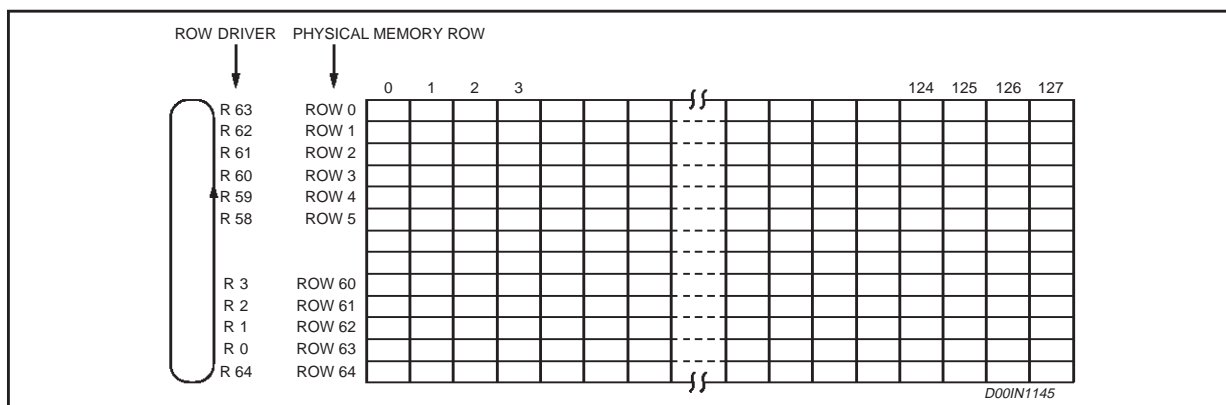 ROW DRIVER PHYSICAL MEMORY ROW
0 1 2 3 124 125 126 127
R 63 ROW 0
R 62 ROW 1
R 61 ROW 2
R 60 ROW 3
R 59 ROW 4
R 58 ROW 5
R 3 ROW 60
R 2 ROW 61
R 1 ROW 62
R 0 ROW 63
R 64 ROW 64
D00IN1145